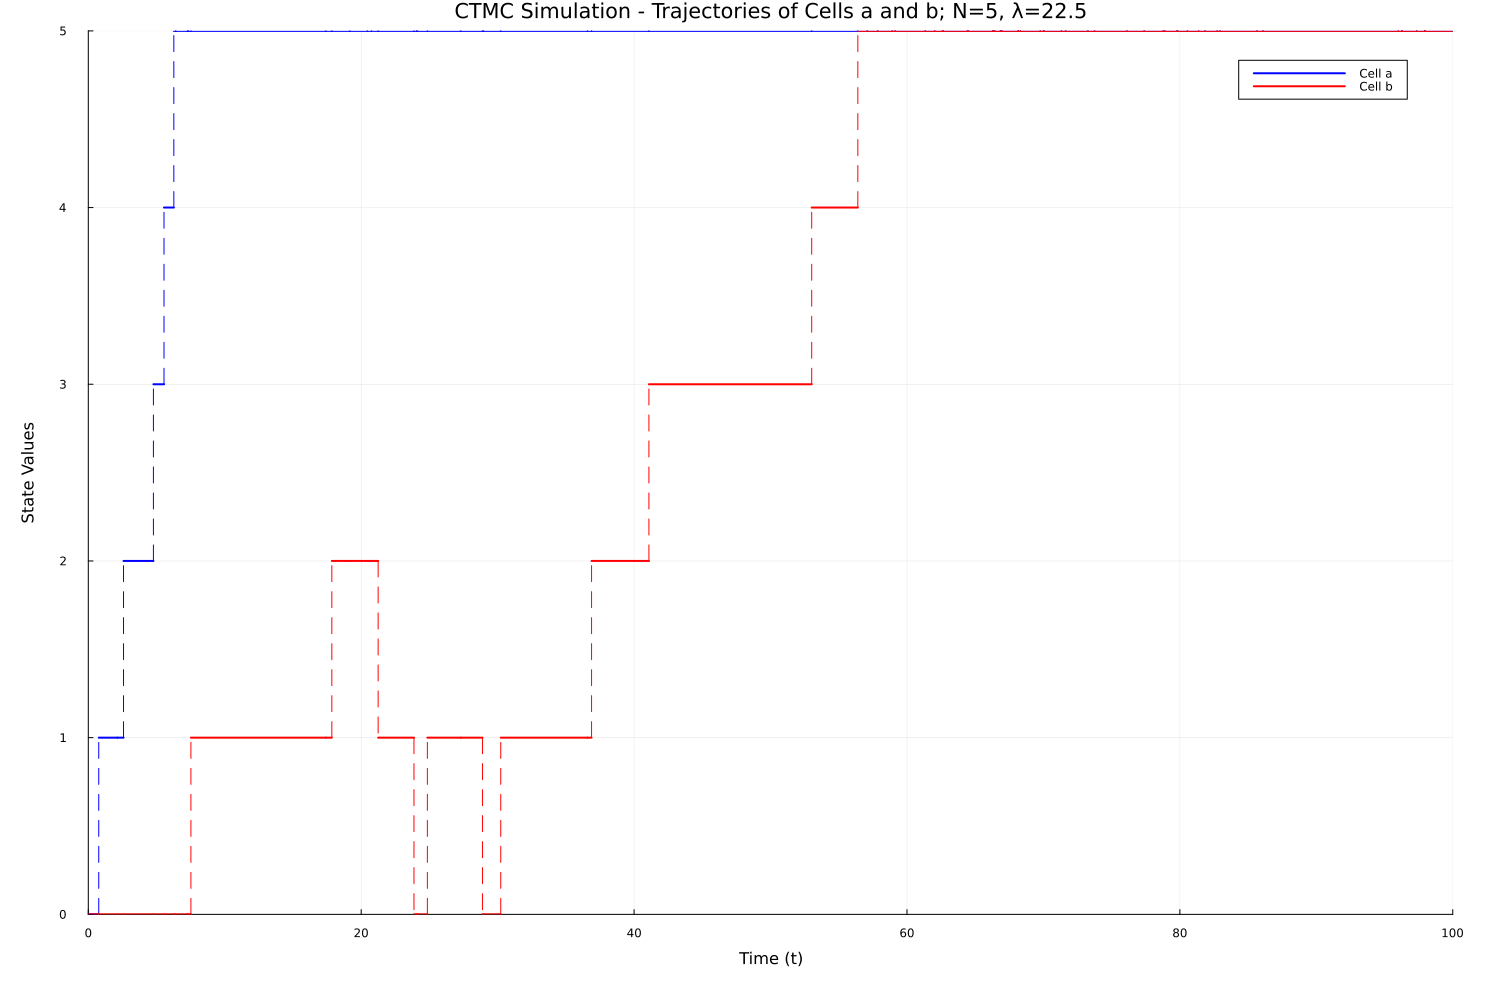 CTMC Simulation - Trajectories of Cells a and b; N=5, λ=22.5
5
4
3
2
1
0
State Values
Cell a
Cell b
0 20 40 60 80 100
Time (t)